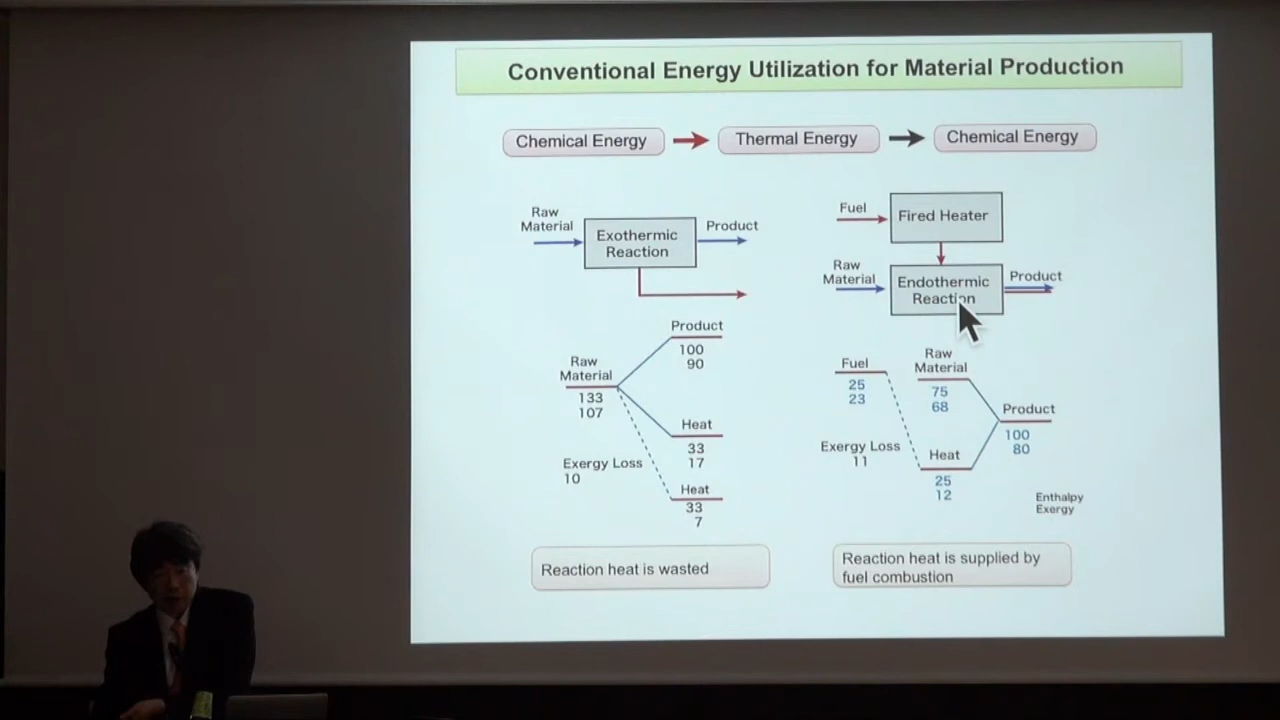 Conventional Energy Utilization for Material Production
Chemical Energy
Thermal Energy
Chemical Energy
Raw
Material
Exothermic
Reaction
Product
Product
100
90
Raw
Material
133
107
Heat
33
17
Exergy Loss
10
Heat
33
7
Reaction heat is wasted
Fuel
Fired Heater
Raw
Material
Endothermic
Reaction
Product
Fuel
25
23
Raw
Material
75
68
Product
100
80
Exergy Loss
11
Heat
25
12
Enthalpy
Exergy
Reaction heat is supplied by
fuel combustion